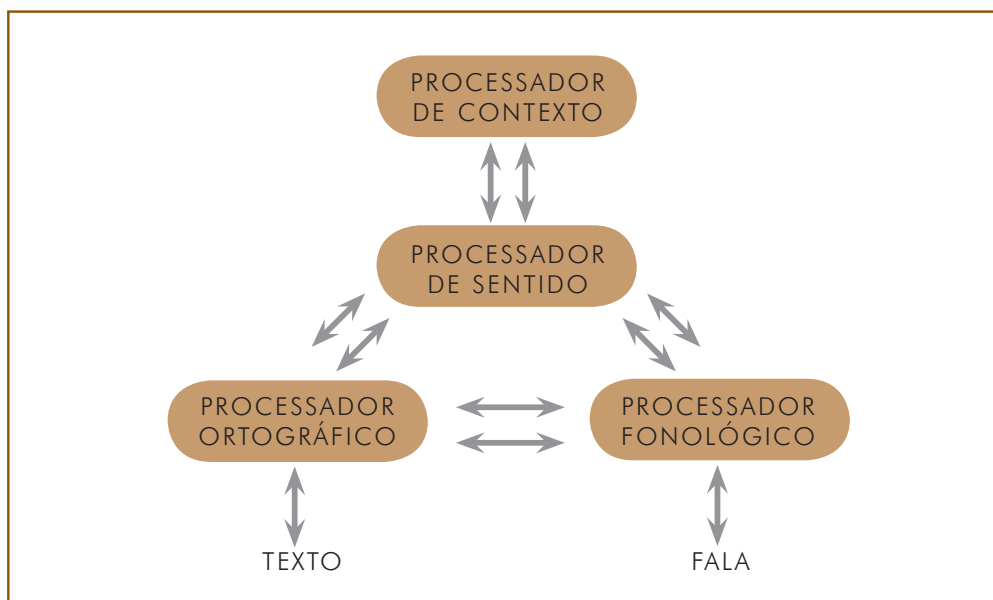 PROCESSADOR
DE CONTEXTO
PROCESSADOR
DE SENTIDO
PROCESSADOR
ORTOGRÁFICO
PROCESSADOR
FONOLÓGICO
TEXTO
FALA